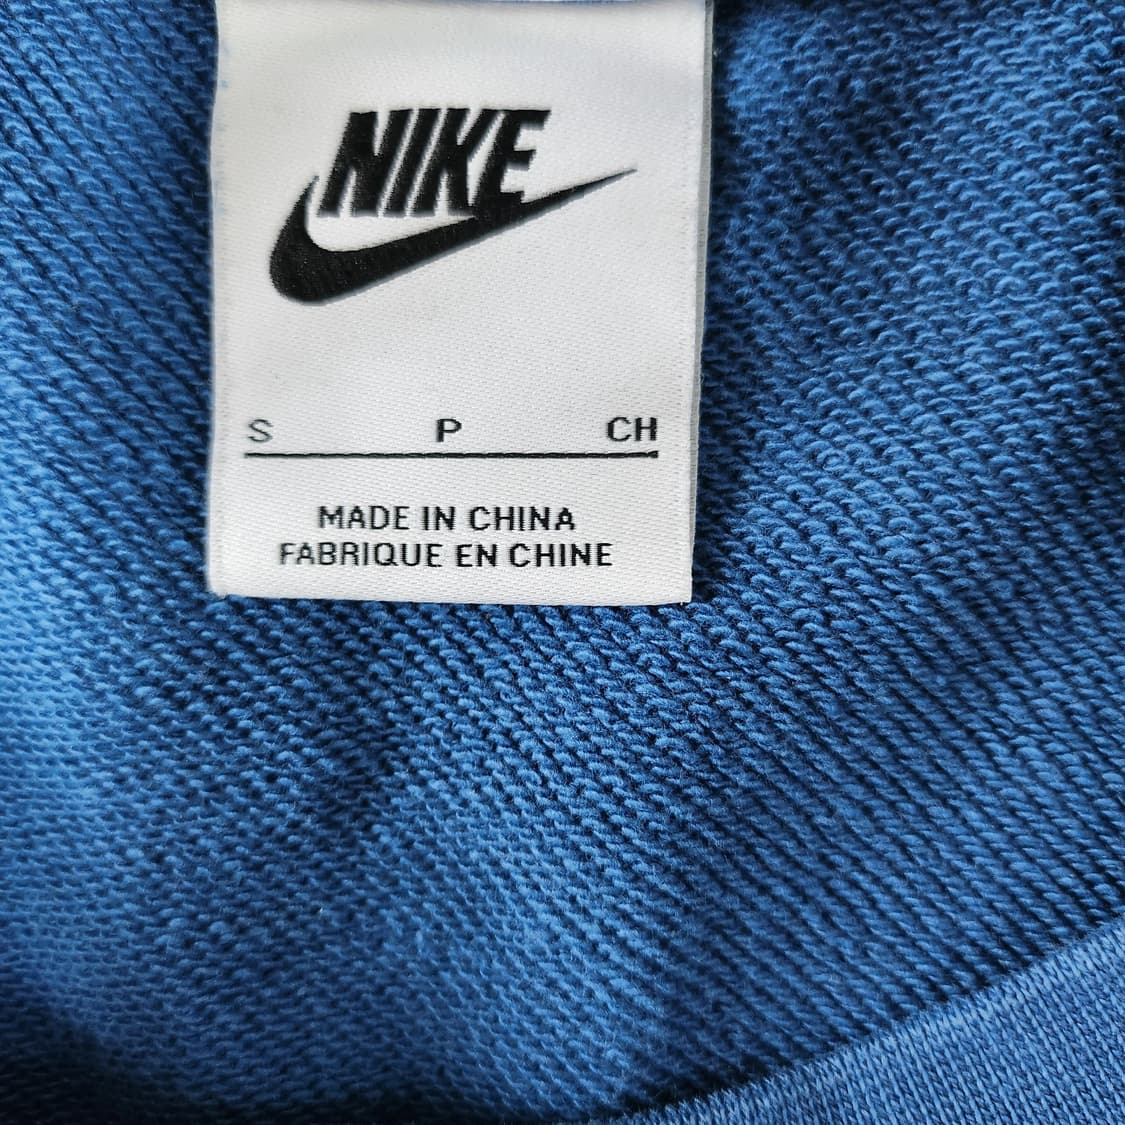 NIKE
S P CH
MADE IN CHINA
FABRIQUE EN CHINE